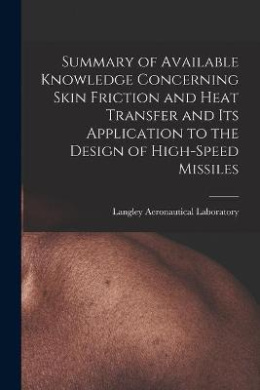 Summary of Available
Knowledge Concerning
Skin Friction and Heat
Transfer and Its
Application to the
Design of High-Speed
Missiles
Langley Aeronautical Laboratory